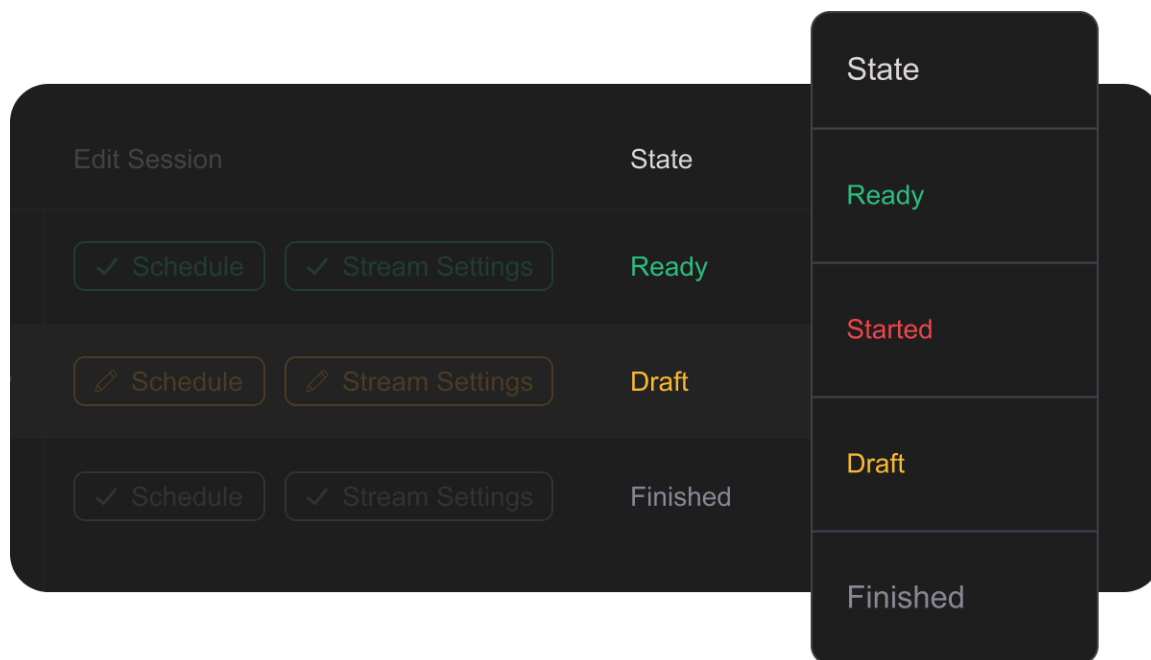 State
Edit Session State
Ready
Schedule Stream Settings Ready
Started
Schedule Stream Settings Draft
Draft
Schedule Stream Settings Finished
Finished